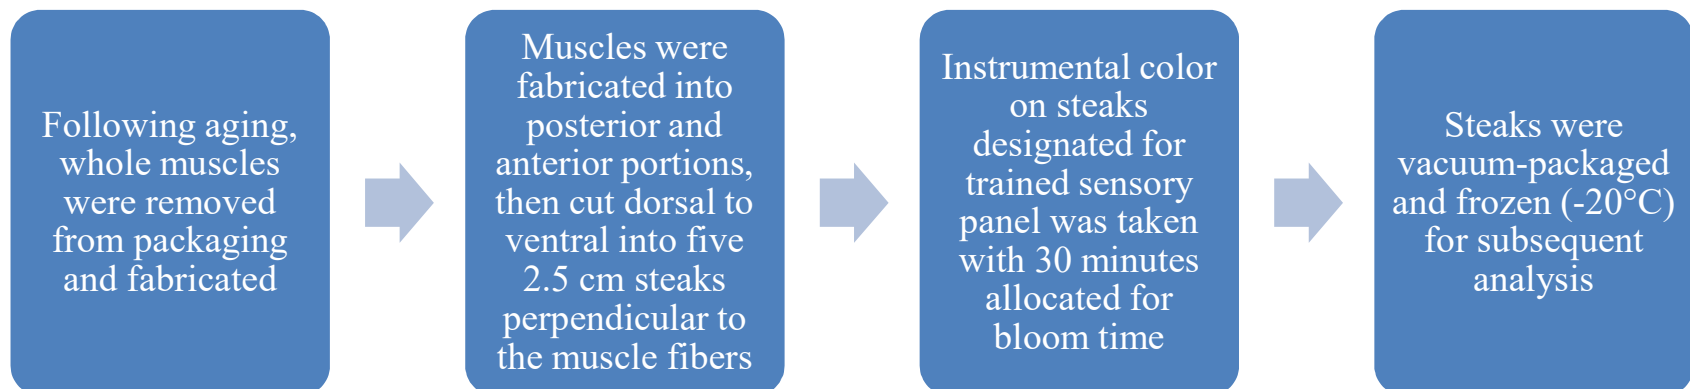 Following aging,
whole muscles
were removed
from packaging
and fabricated
Muscles were
fabricated into
posterior and
anterior portions,
then cut dorsal to
ventral into five
2.5 cm steaks
perpendicular to
the muscle fibers
Instrumental color
on steaks
designated for
trained sensory
panel was taken
with 30 minutes
allocated for
bloom time
Steaks were
vacuum-packaged
and frozen (-20°C)
for subsequent
analysis